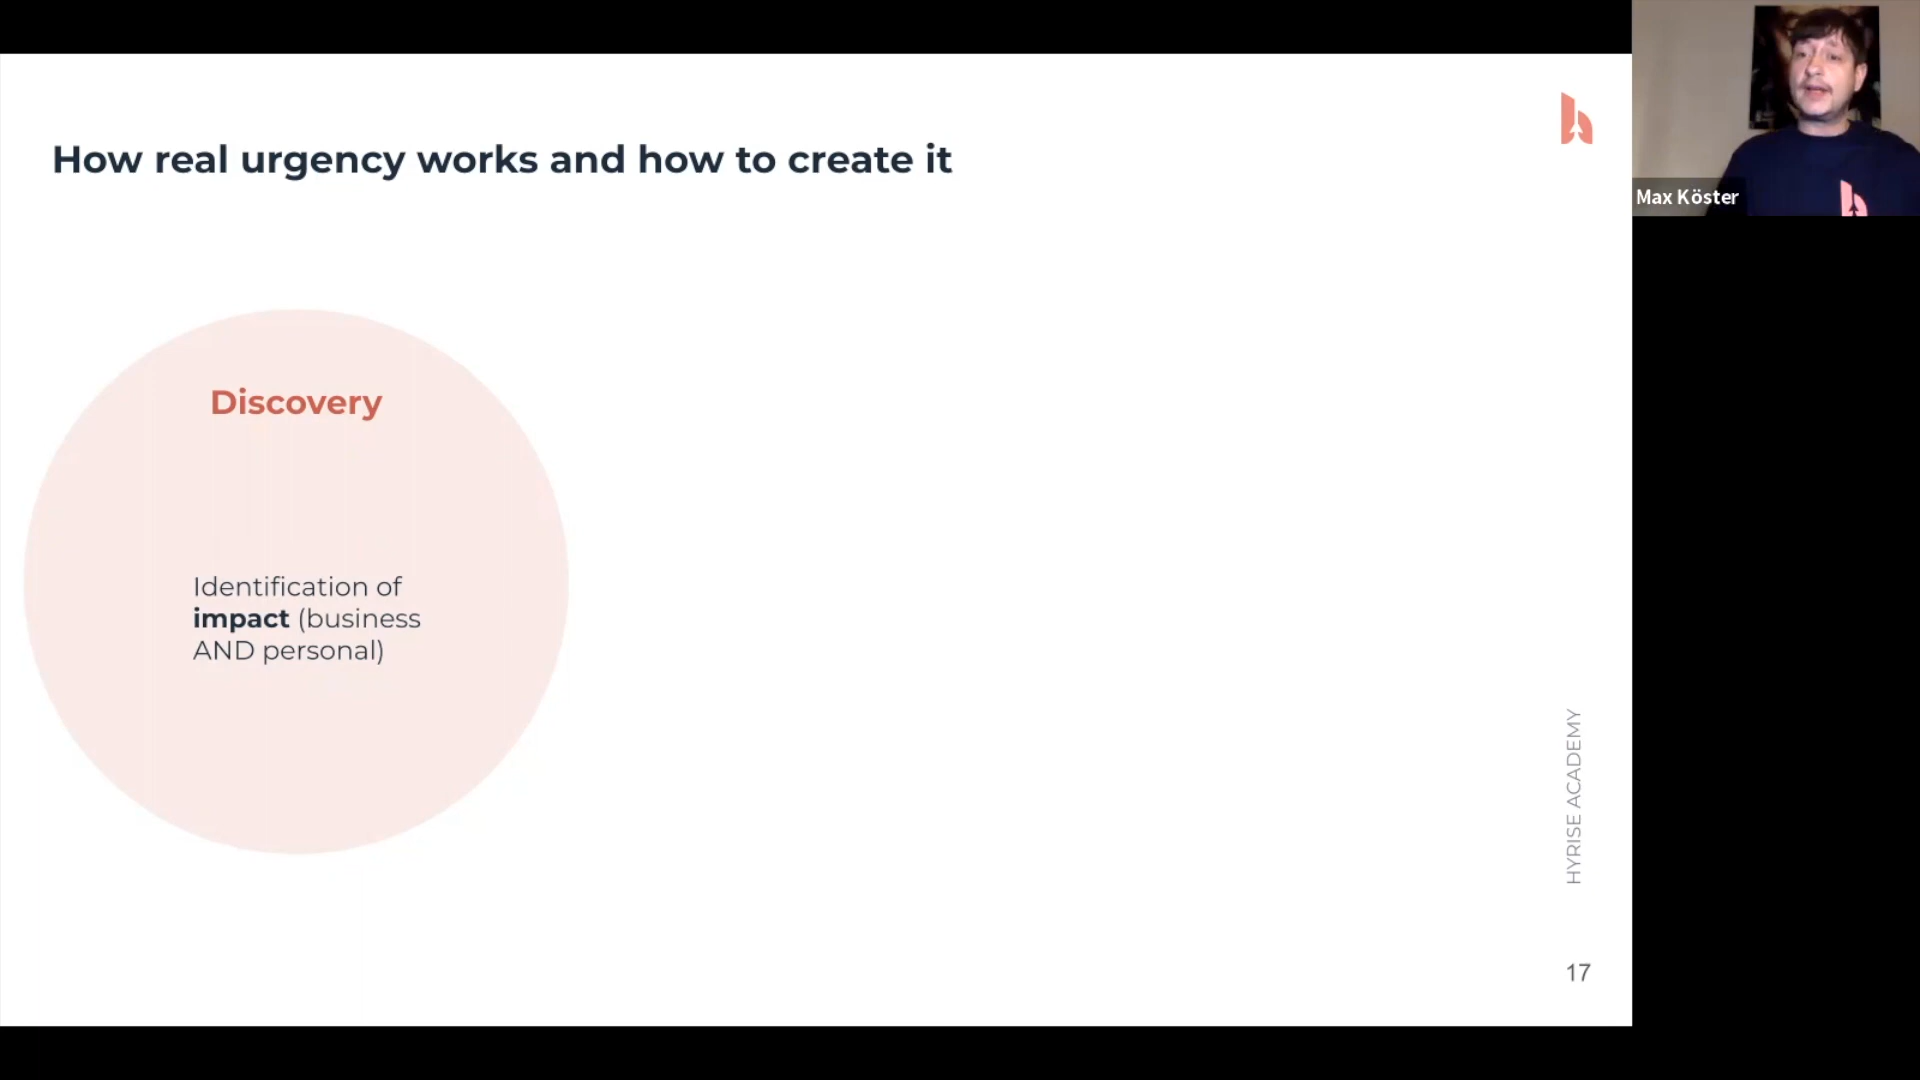 How real urgency works and how to create it
Max Köster
Discovery
Identification of
impact (business
AND personal)
HYRISE ACADEMY
17